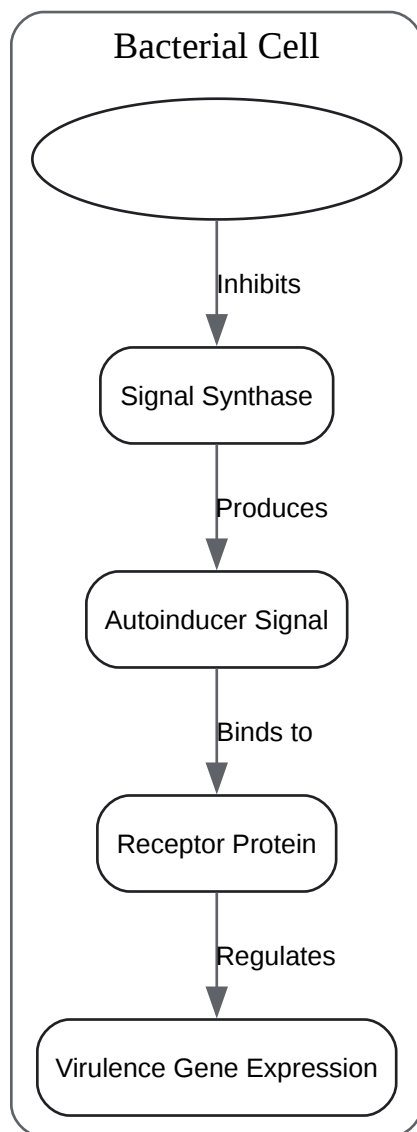 Bacterial Cell
Inhibits
Signal Synthase
Produces
Autoinducer Signal
Binds to
Receptor Protein
Regulates
Virulence Gene Expression